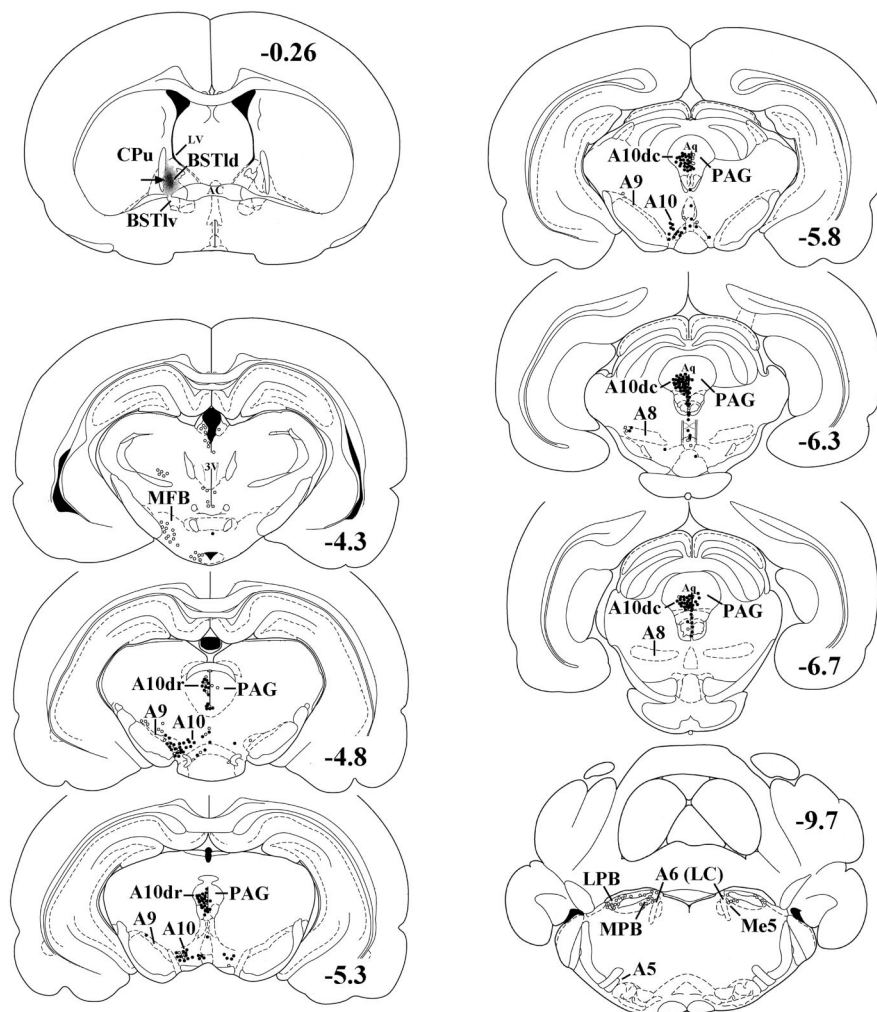 -0.26
LV
CPu
BSTld
AC
BSTlv
3V
MFB
-4.3
A10dr
PAG
A9
A10
-4.8
A10dr
PAG
A9
A10
-5.3
Aq
A10dc
PAG
A9
A10
-5.8
Aq
A10dc
PAG
A8
-6.3
Aq
A10dc
PAG
A8
-6.7
-9.7
LPB
A6 (LC)
MPB
Me5
A5